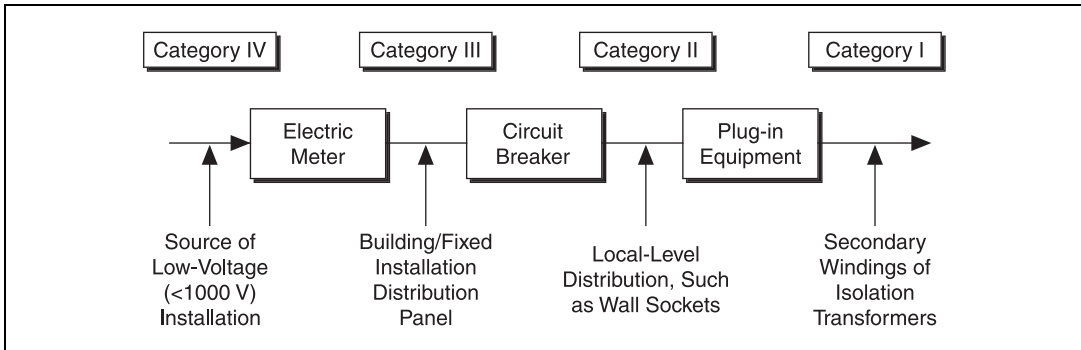 Category IV
Category III
Category II
Category I
Electric
Meter
Circuit
Breaker
Plug-in
Equipment
Source of
Low-Voltage
(<1000 V)
Installation
Building/Fixed
Installation
Distribution
Panel
Local-Level
Distribution, Such
as Wall Sockets
Secondary
Windings of
Isolation
Transformers